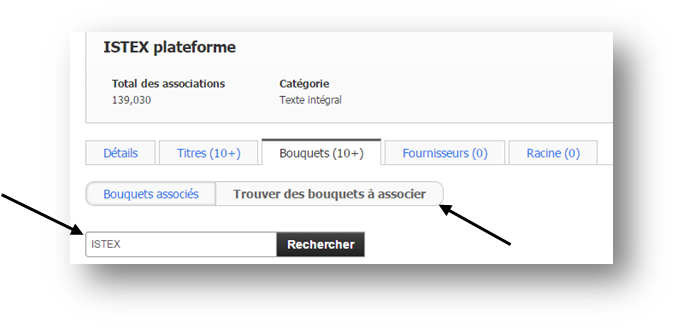 ISTEX plateforme
Total des associations Catégorie
139,030 Texte intégral
Détails Titres (10+) Bouquets (10+) Fournisseurs (0) Racine (0)
Bouquets associés Trouver des bouquets à associer
ISTEX Rechercher